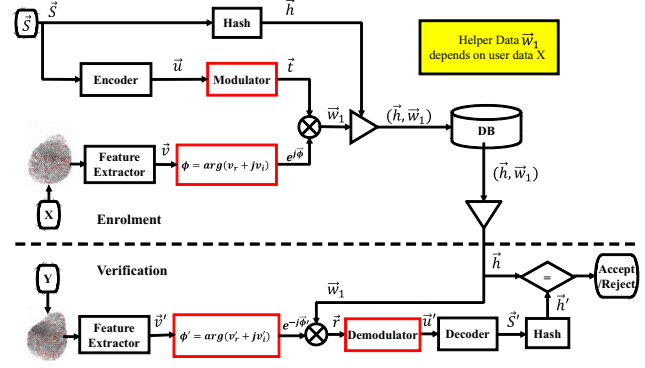 S⃗
S⃗
Hash
h⃗
Helper Data w⃗₁
depends on user data X
Encoder
u⃗
Modulator
t⃗
w⃗₁
(h⃗, w⃗₁)
DB
Feature
Extractor
v⃗
ϕ = arg(vᵣ + jvᵢ)
e^{jϕ⃗}
(h⃗, w⃗₁)
X
Enrolment
Verification
Y
w⃗₁
h⃗
=
Accept
/Reject
Feature
Extractor
v⃗′
ϕ′ = arg(v′ᵣ + jv′ᵢ)
e^{−jϕ⃗′}
r⃗
Demodulator
u⃗′
Decoder
S⃗′
Hash
h⃗′